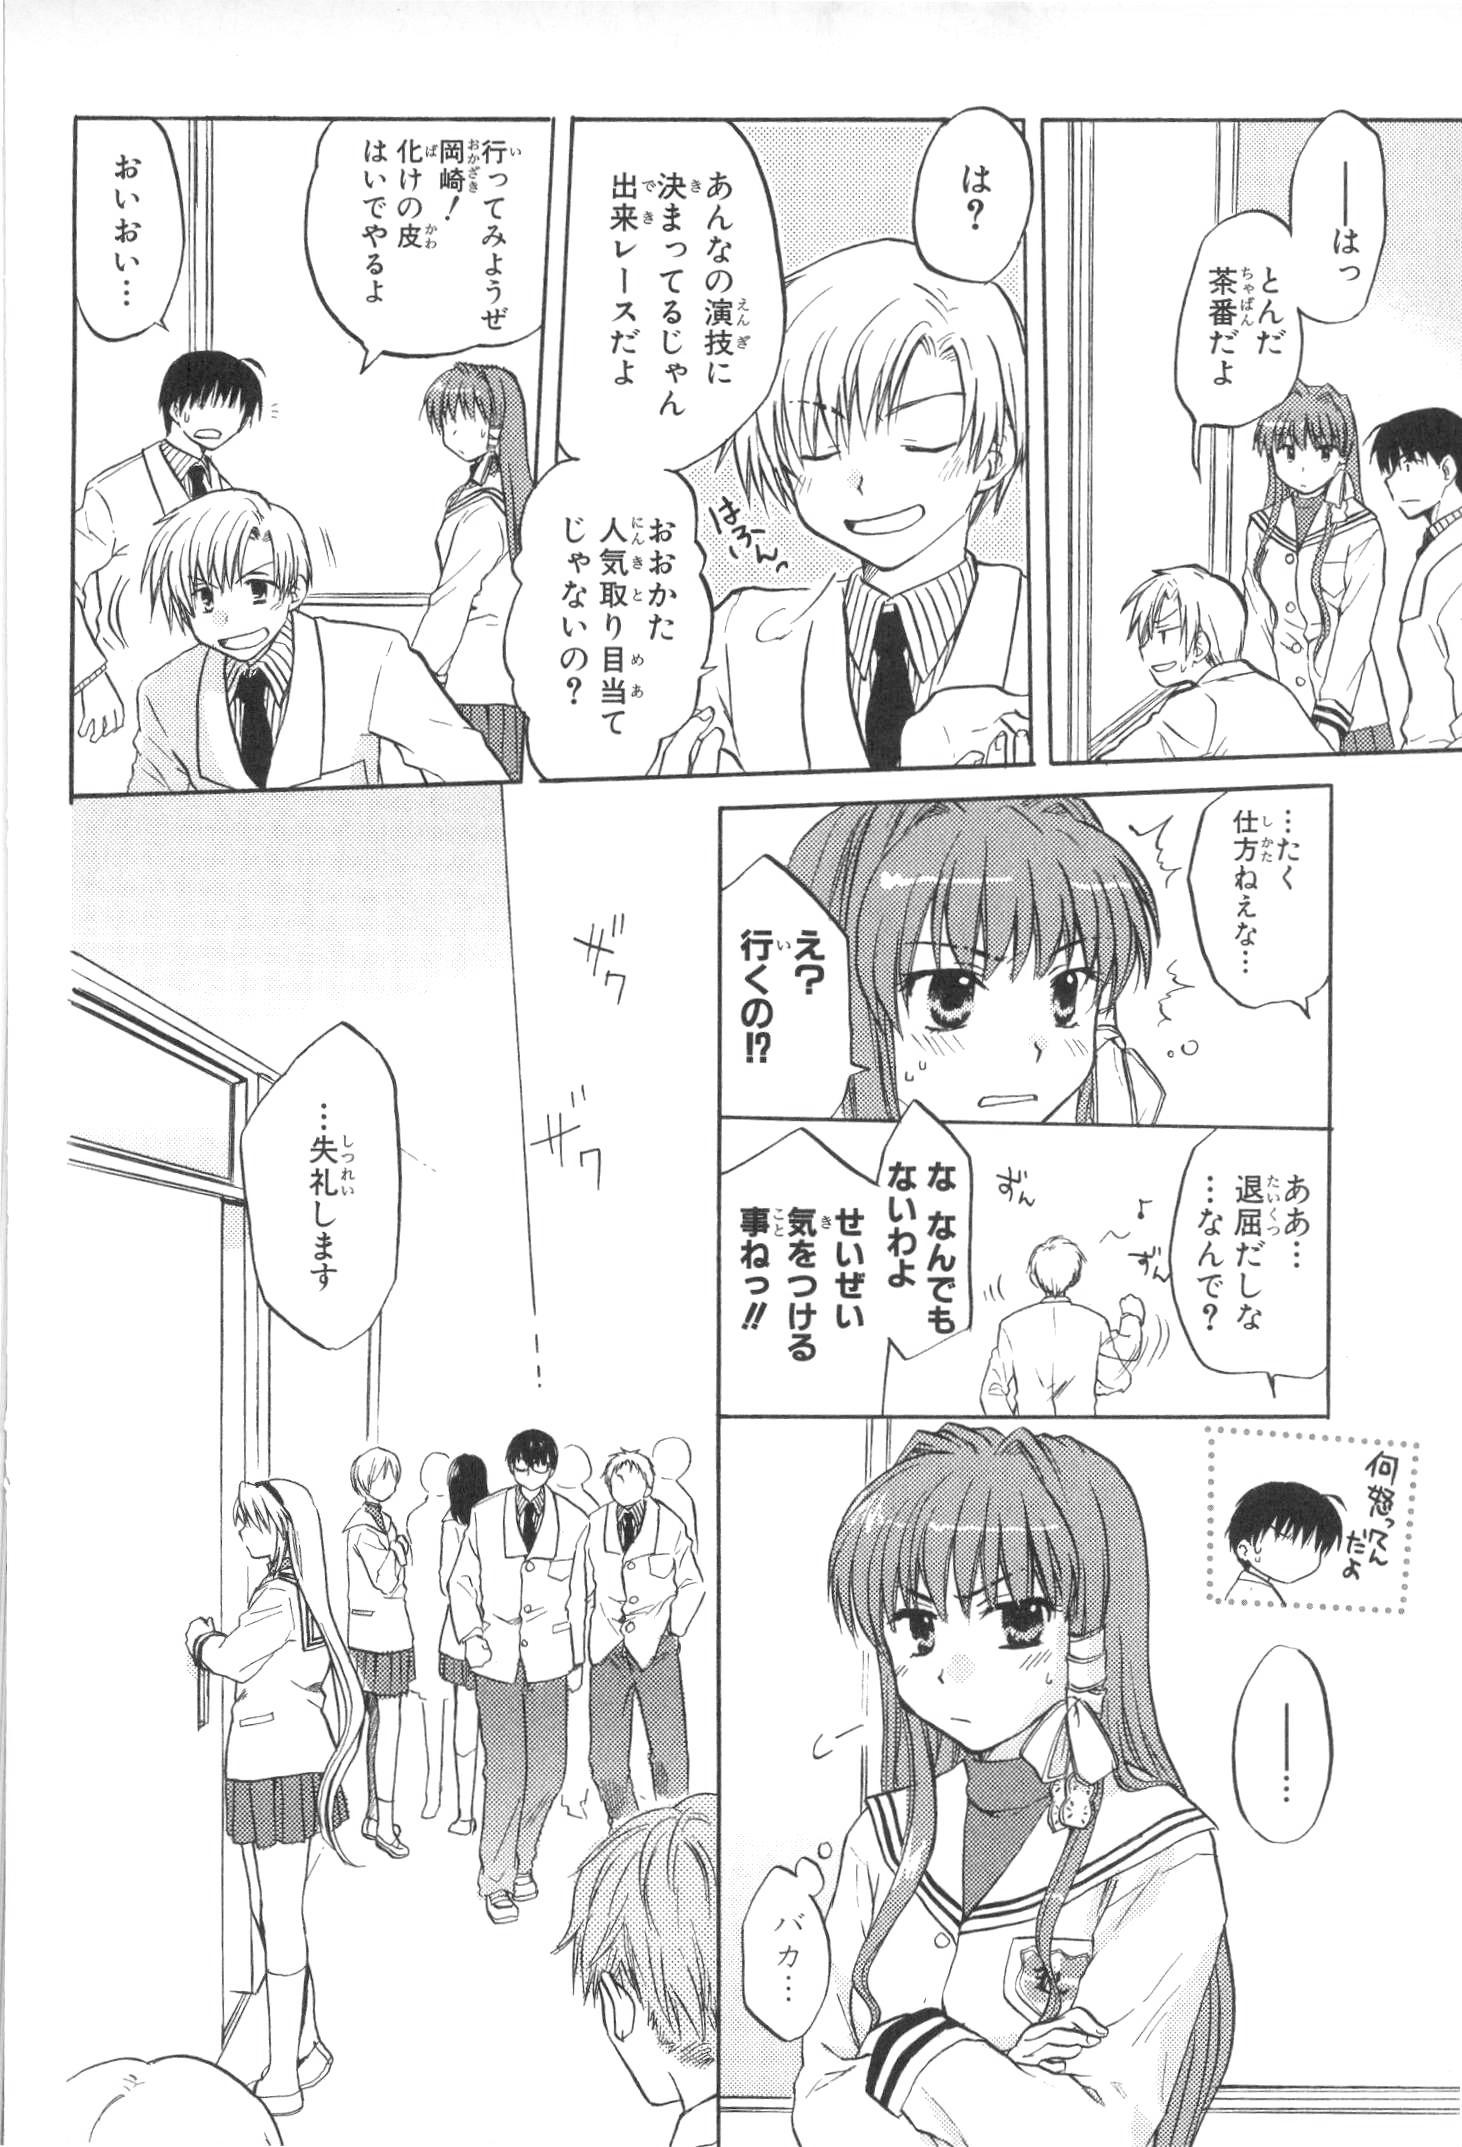 ──はっ
とんだ
茶番だよ
は?
あんなの演技に
決まってるじゃん
出来レースだよ
はふーん
おおかた
人気取り目当て
じゃないの?
行ってみようぜ
岡崎!
化けの皮
はいでやるよ
おいおい…
…たく
仕方ねえな…
え?
行くの!?
ああ…
退屈だしな
…なんで?
ずん
ずん
な なんでも
ないわよ
せいぜい
気をつける
事ねっ!!
何怒ってん
だよ
──…
バカ…
ザワ
ザワ
…失礼します